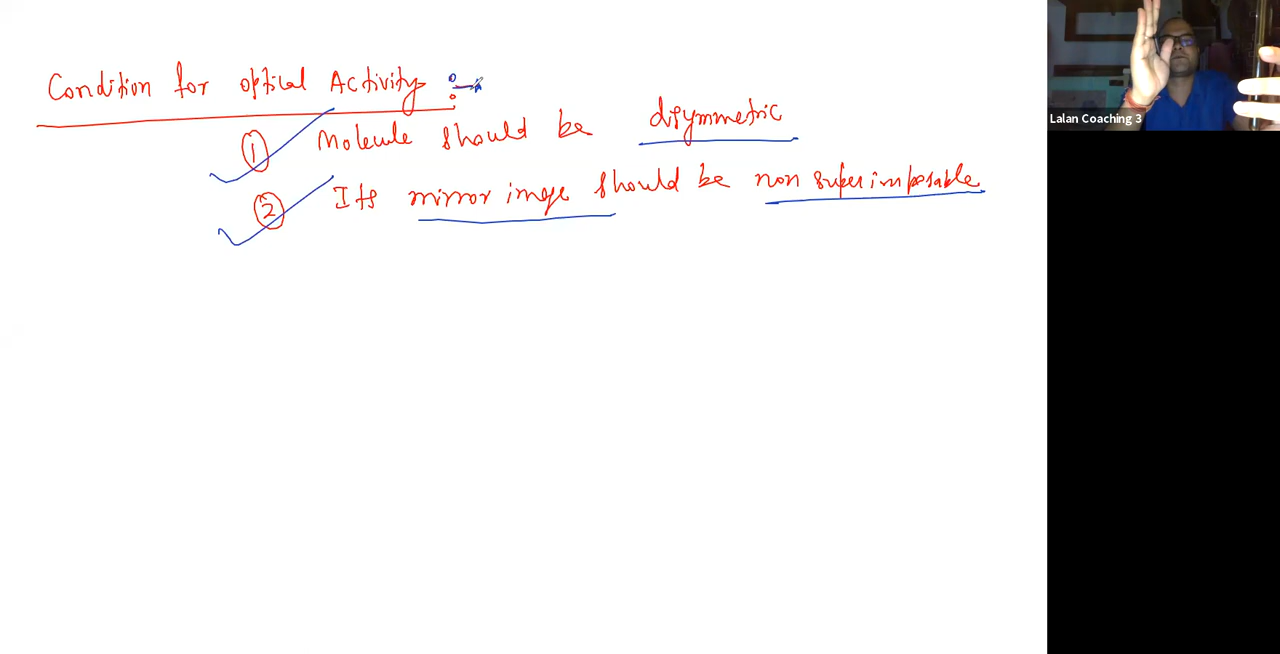 Condition for optical Activity :-
① Molecule should be disymmetric
② Its mirror image should be non superimposable
Lalan Coaching 3